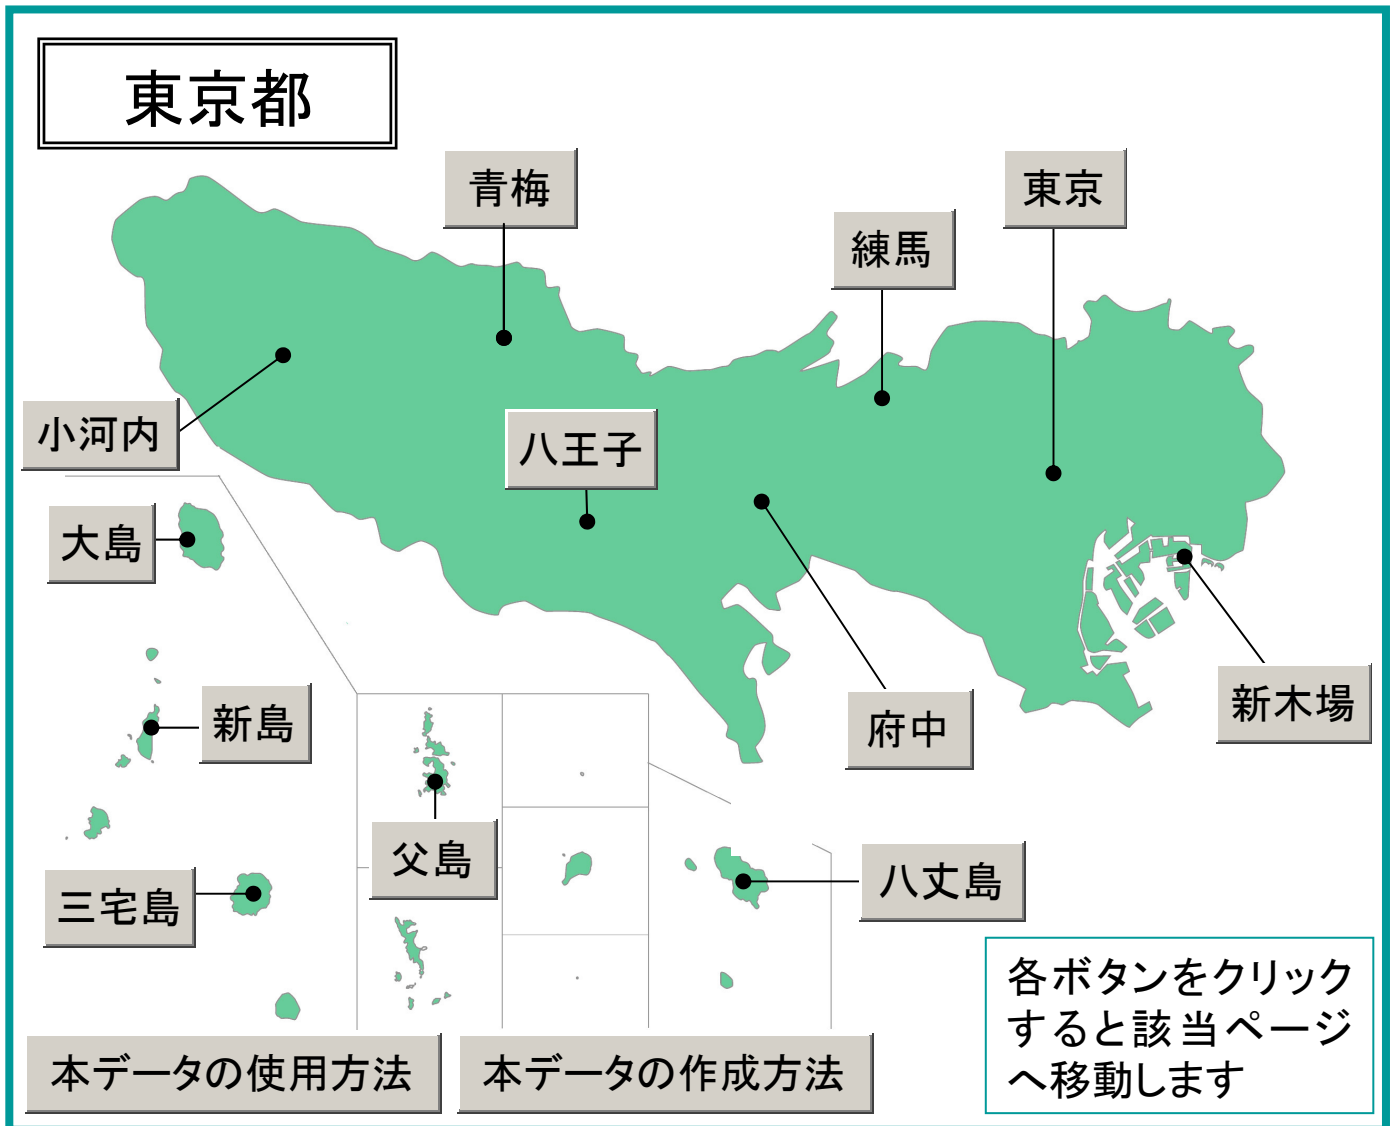 東京都
青梅
東京
練馬
小河内
八王子
大島
新島
府中
新木場
父島
三宅島
八丈島
各ボタンをクリック
すると該当ページ
へ移動します
本データの使用方法
本データの作成方法